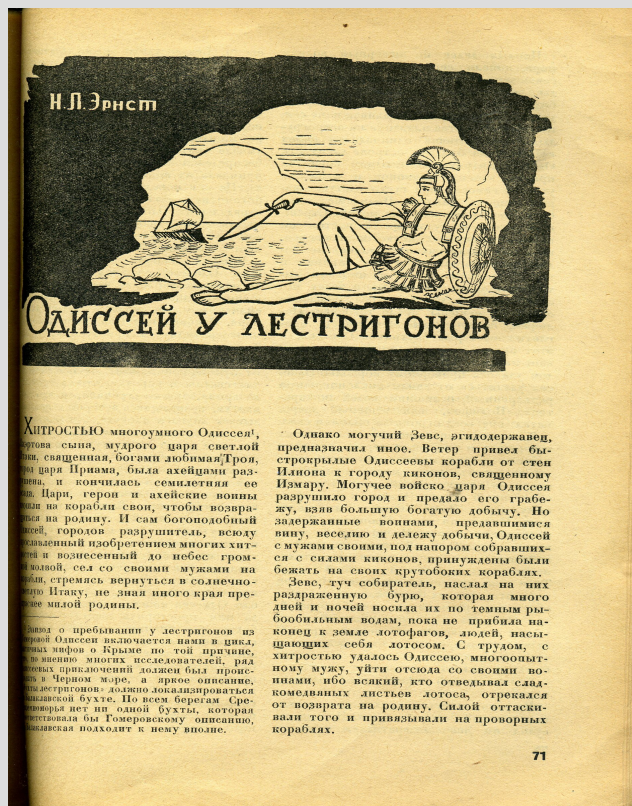 Н.Л.Эрнст
ОДИССЕЙ У ЛЕСТРИГОНОВ
ХИТРОСТЬЮ многоумного Одиссея¹,
сына, мудрого царя светлой
священная, богами любимая Троя,
царя Приама, была ахейцами раз-
и кончилась семилетняя ее
Цари, герои и ахейские воины
на корабли свои, чтобы возвра-
на родину. И сам богоподобный
городов разрушитель, всюду
изобретением многих хит-
и вознесенный до небес гром-
молвой, сел со своими мужами на
стремясь вернуться в солнечно-
Итаку, не зная иного края пре-
милой родины.
Эпизод о пребывании у лестригонов из
Одиссеи включается нами в цикл,
мифов о Крыме по той причине,
по мнению многих исследователей, ряд
приключений должен был проис-
в Черном море, а яркое описание,
лестригонов» должно локализироваться
бухте. По всем берегам Сре-
нет ни одной бухты, которая
бы Гомеровскому описанию,
подходит к нему вполне.
Однако могучий Зевс, эгидодержавец,
предназначил иное. Ветер привел бы-
строкрылые Одиссеевы корабли от стен
Илиона к городу киконов, священному
Измару. Могучее войско царя Одиссея
разрушило город и предало его грабе-
жу, взяв большую богатую добычу. Но
задержанные воинами, предавшимися
вину, веселию и дележу добычи, Одиссей
с мужами своими, под напором собравших-
ся с силами киконов, принуждены были
бежать на своих крутобоких кораблях.
Зевс, туч собиратель, наслал на них
раздраженную бурю, которая много
дней и ночей носила их по темным ры-
бообильным водам, пока не прибила на-
конец к земле лотофагов, людей, насы-
щающих себя лотосом. С трудом, с
хитростью удалось Одиссею, многоопыт-
ному мужу, уйти отсюда со своими во-
инами, ибо всякий, кто отведывал слад-
комедвяных листьев лотоса, отрекался
от возврата на родину. Силой оттаски-
вали того и привязывали на проворных
кораблях.
71